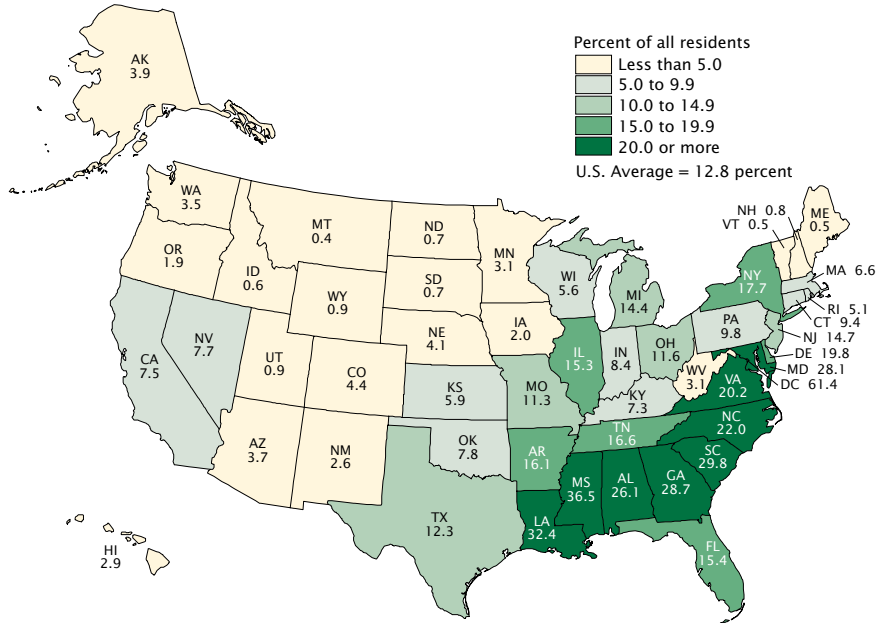 Percent of all residents
Less than 5.0
5.0 to 9.9
10.0 to 14.9
15.0 to 19.9
20.0 or more
U.S. Average = 12.8 percent
AK
3.9
WA
3.5
OR
1.9
ID
0.6
MT
0.4
ND
0.7
MN
3.1
SD
0.7
WY
0.9
NE
4.1
IA
2.0
WI
5.6
MI
14.4
NH 0.8
VT 0.5
ME
0.5
NY
17.7
MA 6.6
RI 5.1
CT 9.4
NJ 14.7
DE 19.8
MD 28.1
DC 61.4
PA
9.8
CA
7.5
NV
7.7
UT
0.9
CO
4.4
KS
5.9
MO
11.3
IL
15.3
IN
8.4
OH
11.6
WV
3.1
VA
20.2
KY
7.3
AZ
3.7
NM
2.6
OK
7.8
AR
16.1
TN
16.6
NC
22.0
SC
29.8
TX
12.3
LA
32.4
MS
36.5
AL
26.1
GA
28.7
FL
15.4
HI
2.9